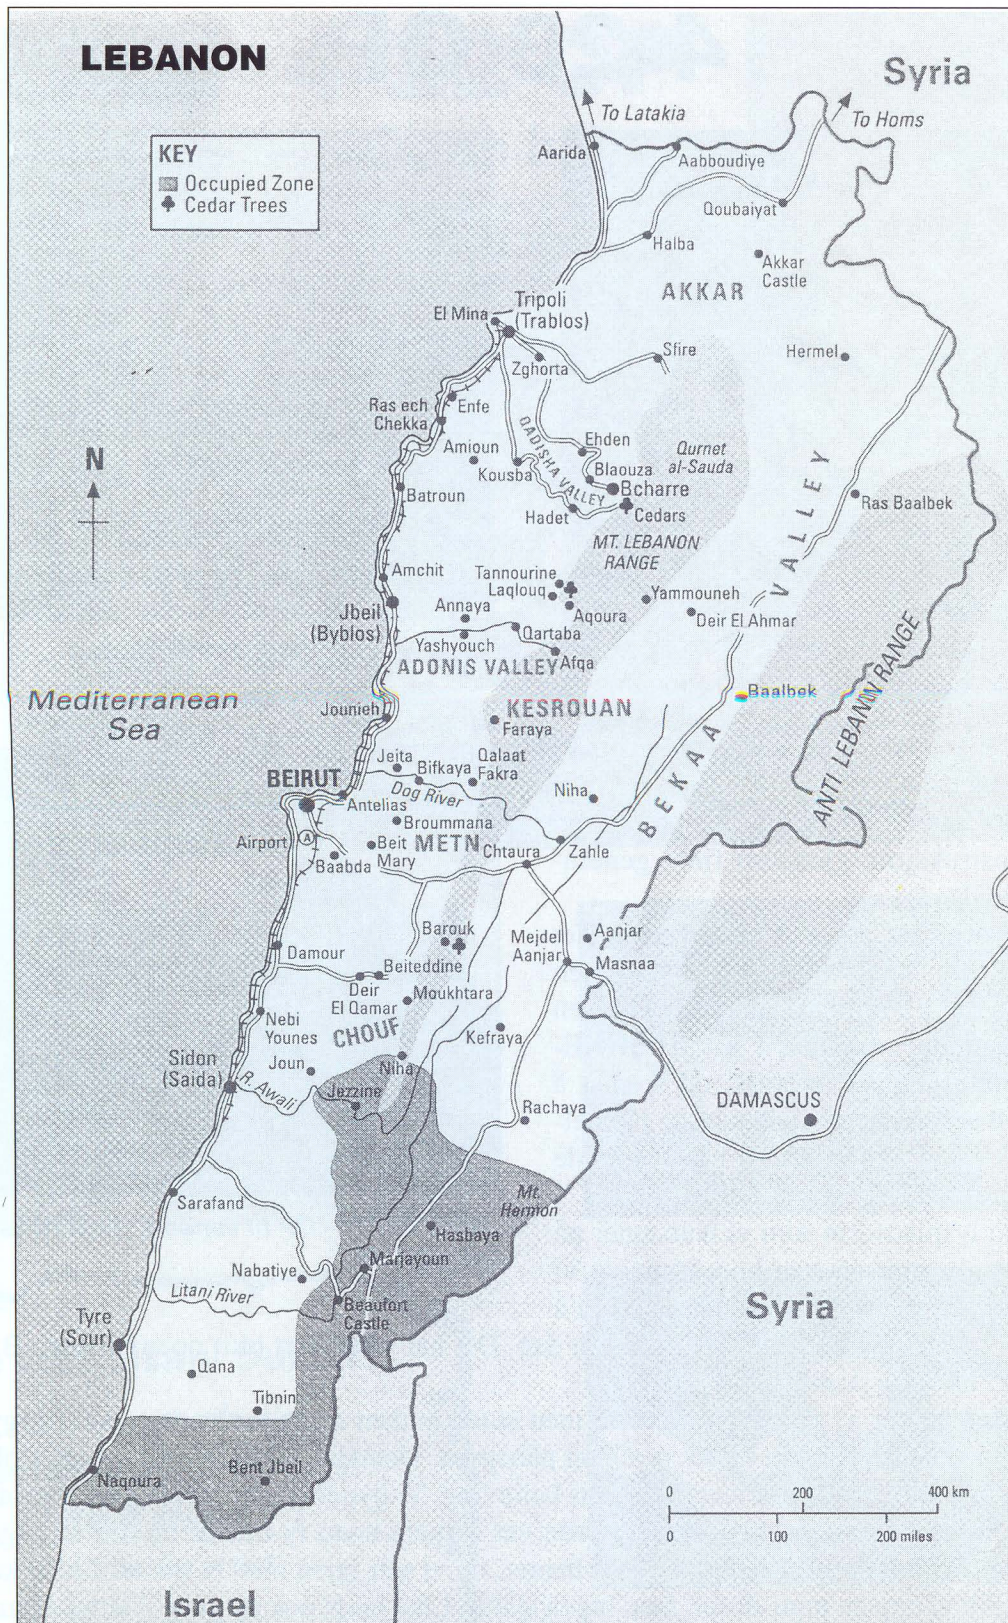 LEBANON
Syria
To Latakia
To Homs
KEY
Occupied Zone
Cedar Trees
Aarida
Aabboudiye
Qoubaiyat
Halba
Akkar
Castle
AKKAR
Tripoli
(Trablos)
El Mina
Zghorta
Sfire
Hermel
Ras ech
Chekka
Enfe
Amioun
Kousba
QADISHA VALLEY
Ehden
Blaouza
Bcharre
Qurnet
al-Sauda
Hadet
Cedars
Batroun
Ras Baalbek
N
MT. LEBANON
RANGE
Amchit
Tannourine
Laqlouq
Aqoura
Yammouneh
Deir El Ahmar
Jbeil
(Byblos)
Annaya
Yashyouch
Qartaba
Afqa
ADONIS VALLEY
BEKAA VALLEY
ANTI LEBANON RANGE
Mediterranean
Sea
Jounieh
KESROUAN
Faraya
Baalbek
Jeita
Bifkaya
Qalaat
Fakra
Dog River
BEIRUT
Antelias
Niha
Airport
A
Broummana
Beit
Mary
METN
Baabda
Chtaura
Zahle
Damour
Barouk
Mejdel
Aanjar
Aanjar
Masnaa
Beiteddine
Deir
El Qamar
Moukhtara
Nebi
Younes
CHOUF
Kefraya
Sidon
(Saida)
Joun
Niha
R. Awali
Jezzine
Rachaya
DAMASCUS
Sarafand
Mt.
Hermon
Hasbaya
Nabatiye
Marjayoun
Litani River
Beaufort
Castle
Syria
Tyre
(Sour)
Qana
Tibnin
Naqoura
Bent Jbeil
0 200 400 km
0 100 200 miles
Israel